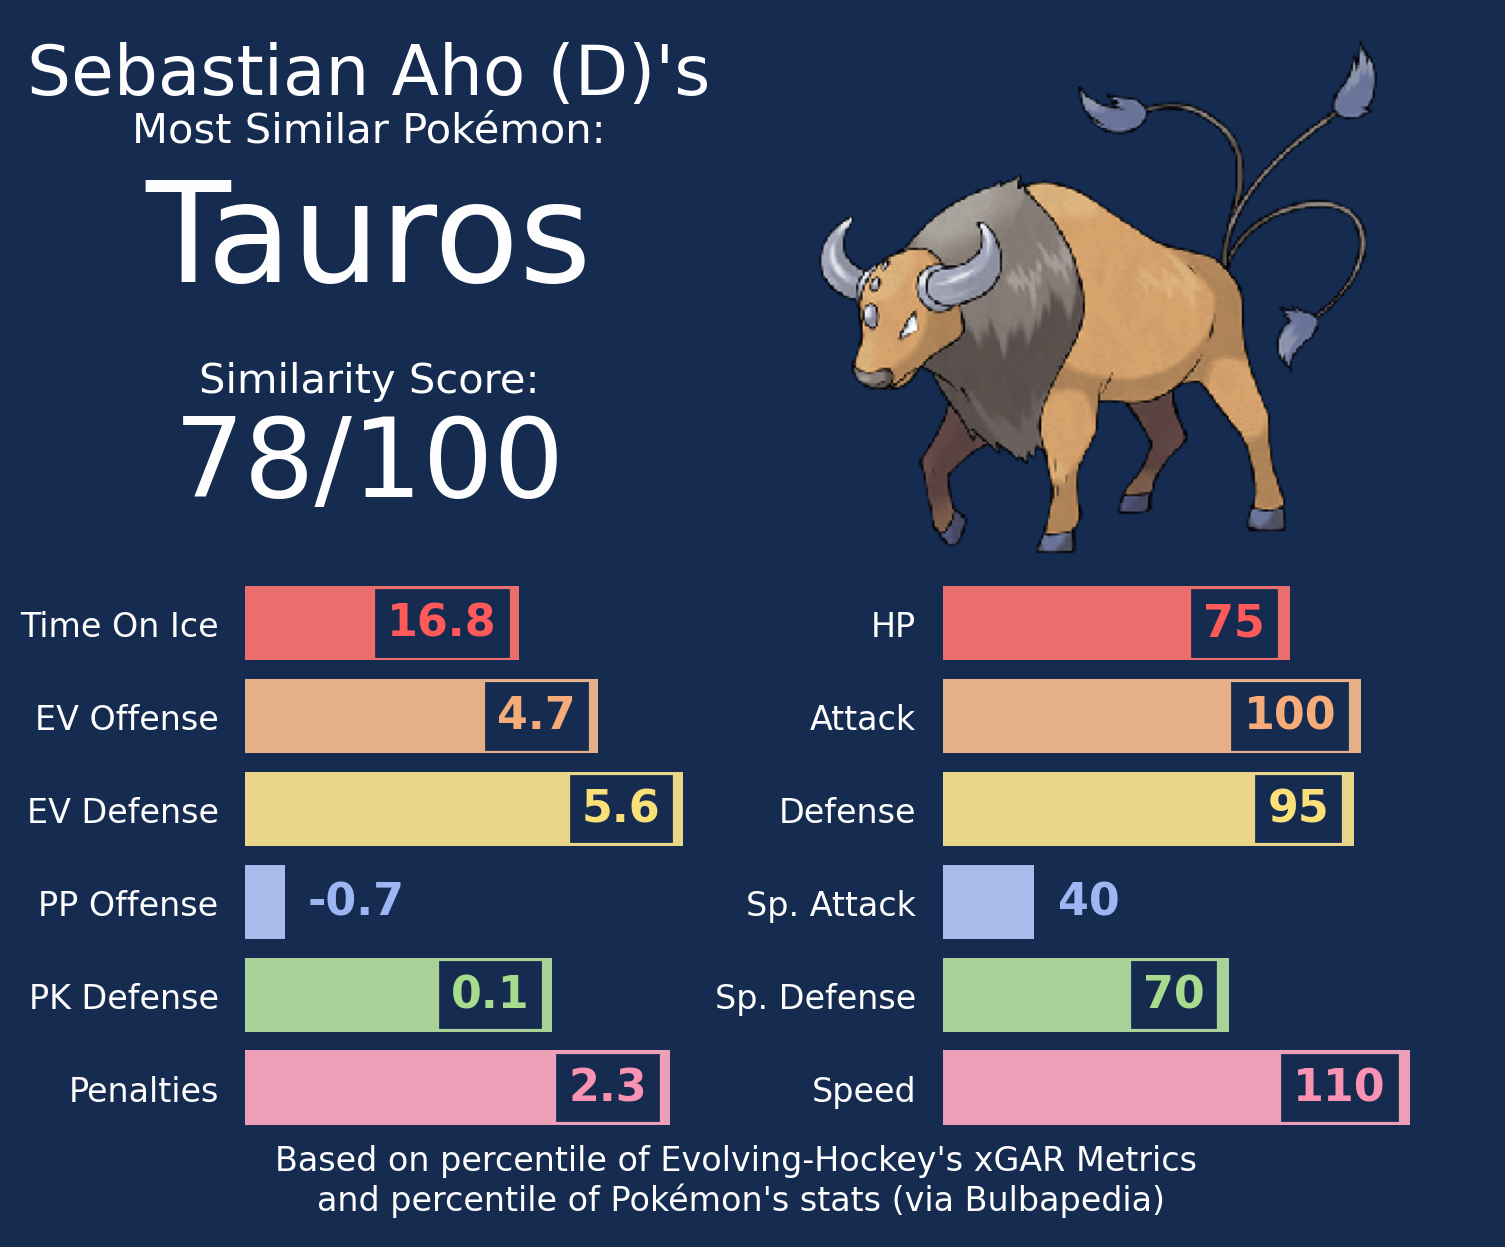 Sebastian Aho (D)'s
Most Similar Pokémon:
Tauros
Similarity Score:
78/100
Time On Ice 16.8
EV Offense 4.7
EV Defense 5.6
PP Offense -0.7
PK Defense 0.1
Penalties 2.3
HP 75
Attack 100
Defense 95
Sp. Attack 40
Sp. Defense 70
Speed 110
Based on percentile of Evolving-Hockey's xGAR Metrics
and percentile of Pokémon's stats (via Bulbapedia)